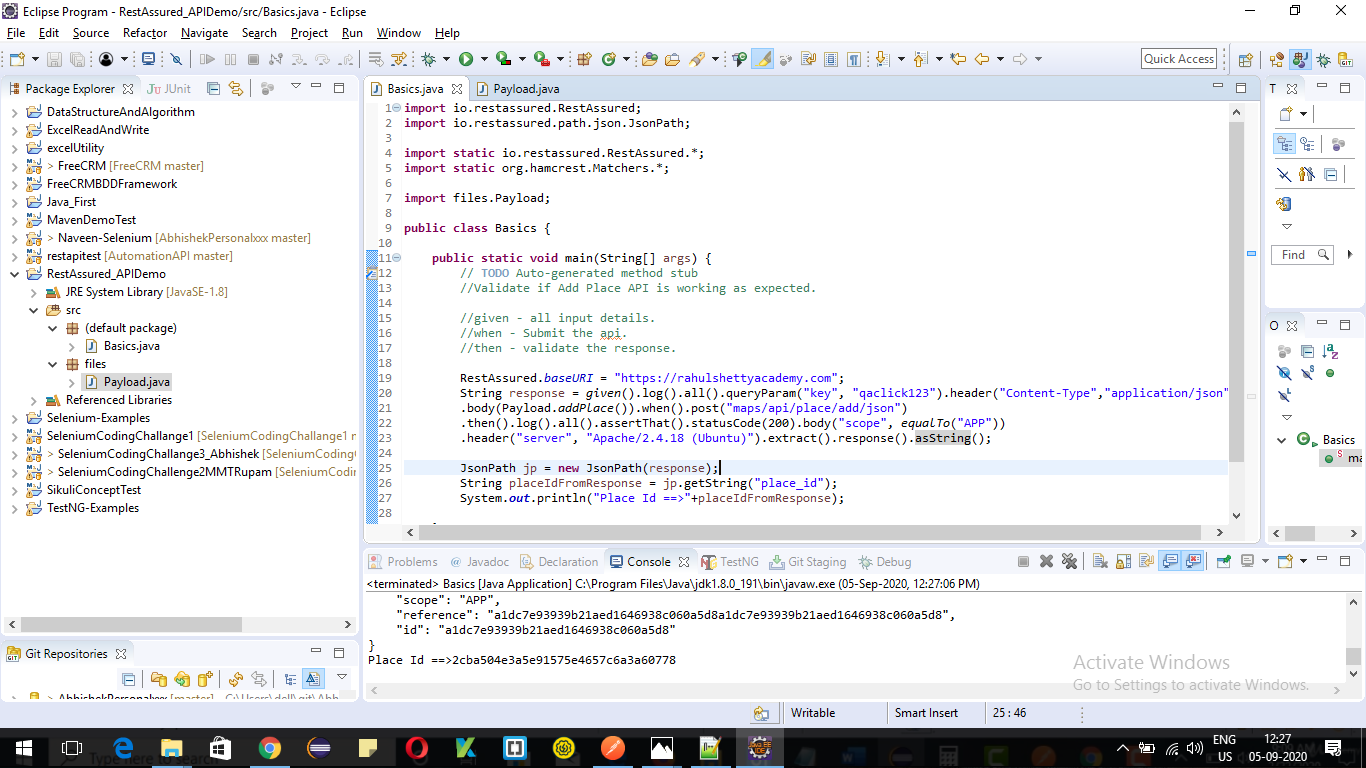 Eclipse Program - RestAssured_APIDemo/src/Basics.java - Eclipse
File Edit Source Refactor Navigate Search Project Run Window Help
Quick Access
Package Explorer JUnit
DataStructureAndAlgorithm
ExcelReadAndWrite
excelUtility
> FreeCRM [FreeCRM master]
FreeCRMBDDFramework
Java_First
MavenDemoTest
> Naveen-Selenium [AbhishekPersonalxxx master]
restapitest [AutomationAPI master]
RestAssured_APIDemo
JRE System Library [JavaSE-1.8]
src
(default package)
Basics.java
files
Payload.java
Referenced Libraries
Selenium-Examples
SeleniumCodingChallange1 [SeleniumCodingChallange1 r
> SeleniumCodingChallange3_Abhishek [SeleniumCoding
> SeleniumCodingChallenge2MMTRupam [SeleniumCodin
SikuliConceptTest
TestNG-Examples
Git Repositories
AbhishekPersonalxx [master] - C:\Users\dell\git\Abh
Basics.java Payload.java
1 import io.restassured.RestAssured;
2 import io.restassured.path.json.JsonPath;
3
4 import static io.restassured.RestAssured.*;
5 import static org.hamcrest.Matchers.*;
6
7 import files.Payload;
8
9 public class Basics {
10
11 public static void main(String[] args) {
12 // TODO Auto-generated method stub
13 //Validate if Add Place API is working as expected.
14
15 //given - all input details.
16 //when - Submit the api.
17 //then - validate the response.
18
19 RestAssured.baseURI = "https://rahulshettyacademy.com";
20 String response = given().log().all().queryParam("key", "qaclick123").header("Content-Type","application/json"
21 .body(Payload.addPlace()).when().post("maps/api/place/add/json")
22 .then().log().all().assertThat().statusCode(200).body("scope", equalTo("APP"))
23 .header("server", "Apache/2.4.18 (Ubuntu)").extract().response().asString();
24
25 JsonPath jp = new JsonPath(response);
26 String placeIdFromResponse = jp.getString("place_id");
27 System.out.println("Place Id ==>"+placeIdFromResponse);
28
T
Find
O
Basics
ma
Problems @ Javadoc Declaration Console TestNG Git Staging Debug
<terminated> Basics [Java Application] C:\Program Files\Java\jdk1.8.0_191\bin\javaw.exe (05-Sep-2020, 12:27:06 PM)
"scope": "APP",
"reference": "a1dc7e93939b21aed1646938c060a5d8a1dc7e93939b21aed1646938c060a5d8",
"id": "a1dc7e93939b21aed1646938c060a5d8"
}
Place Id ==>2cba504e3a5e91575e4657c6a3a60778
Activate Windows
Go to Settings to activate Windows.
Writable Smart Insert 25 : 46
ENG
US
12:27
05-09-2020